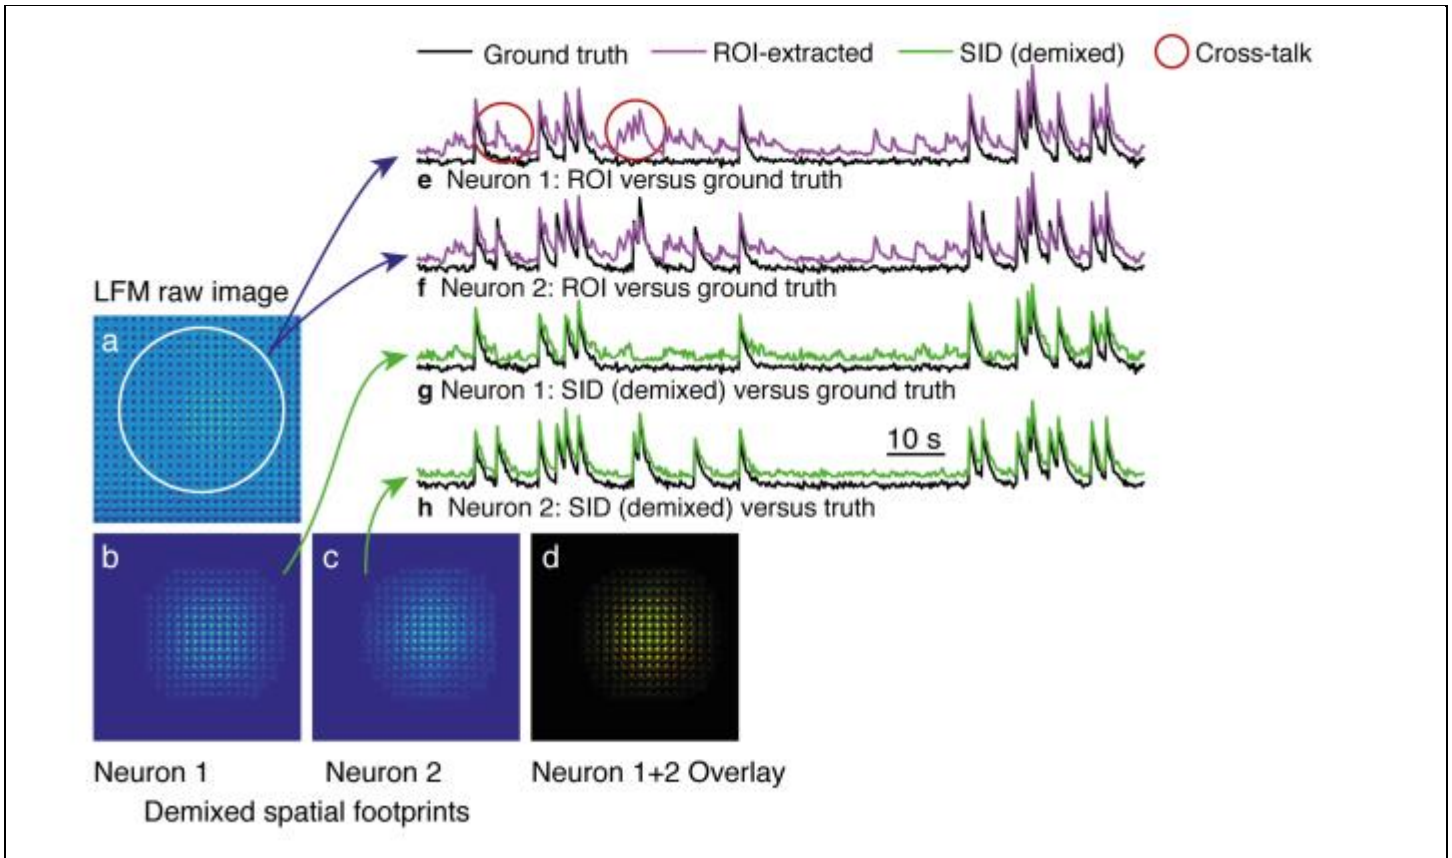 Ground truth ROI-extracted SID (demixed) Cross-talk
e Neuron 1: ROI versus ground truth
f Neuron 2: ROI versus ground truth
LFM raw image
a
g Neuron 1: SID (demixed) versus ground truth
10 s
h Neuron 2: SID (demixed) versus truth
b c d
Neuron 1 Neuron 2 Neuron 1+2 Overlay
Demixed spatial footprints